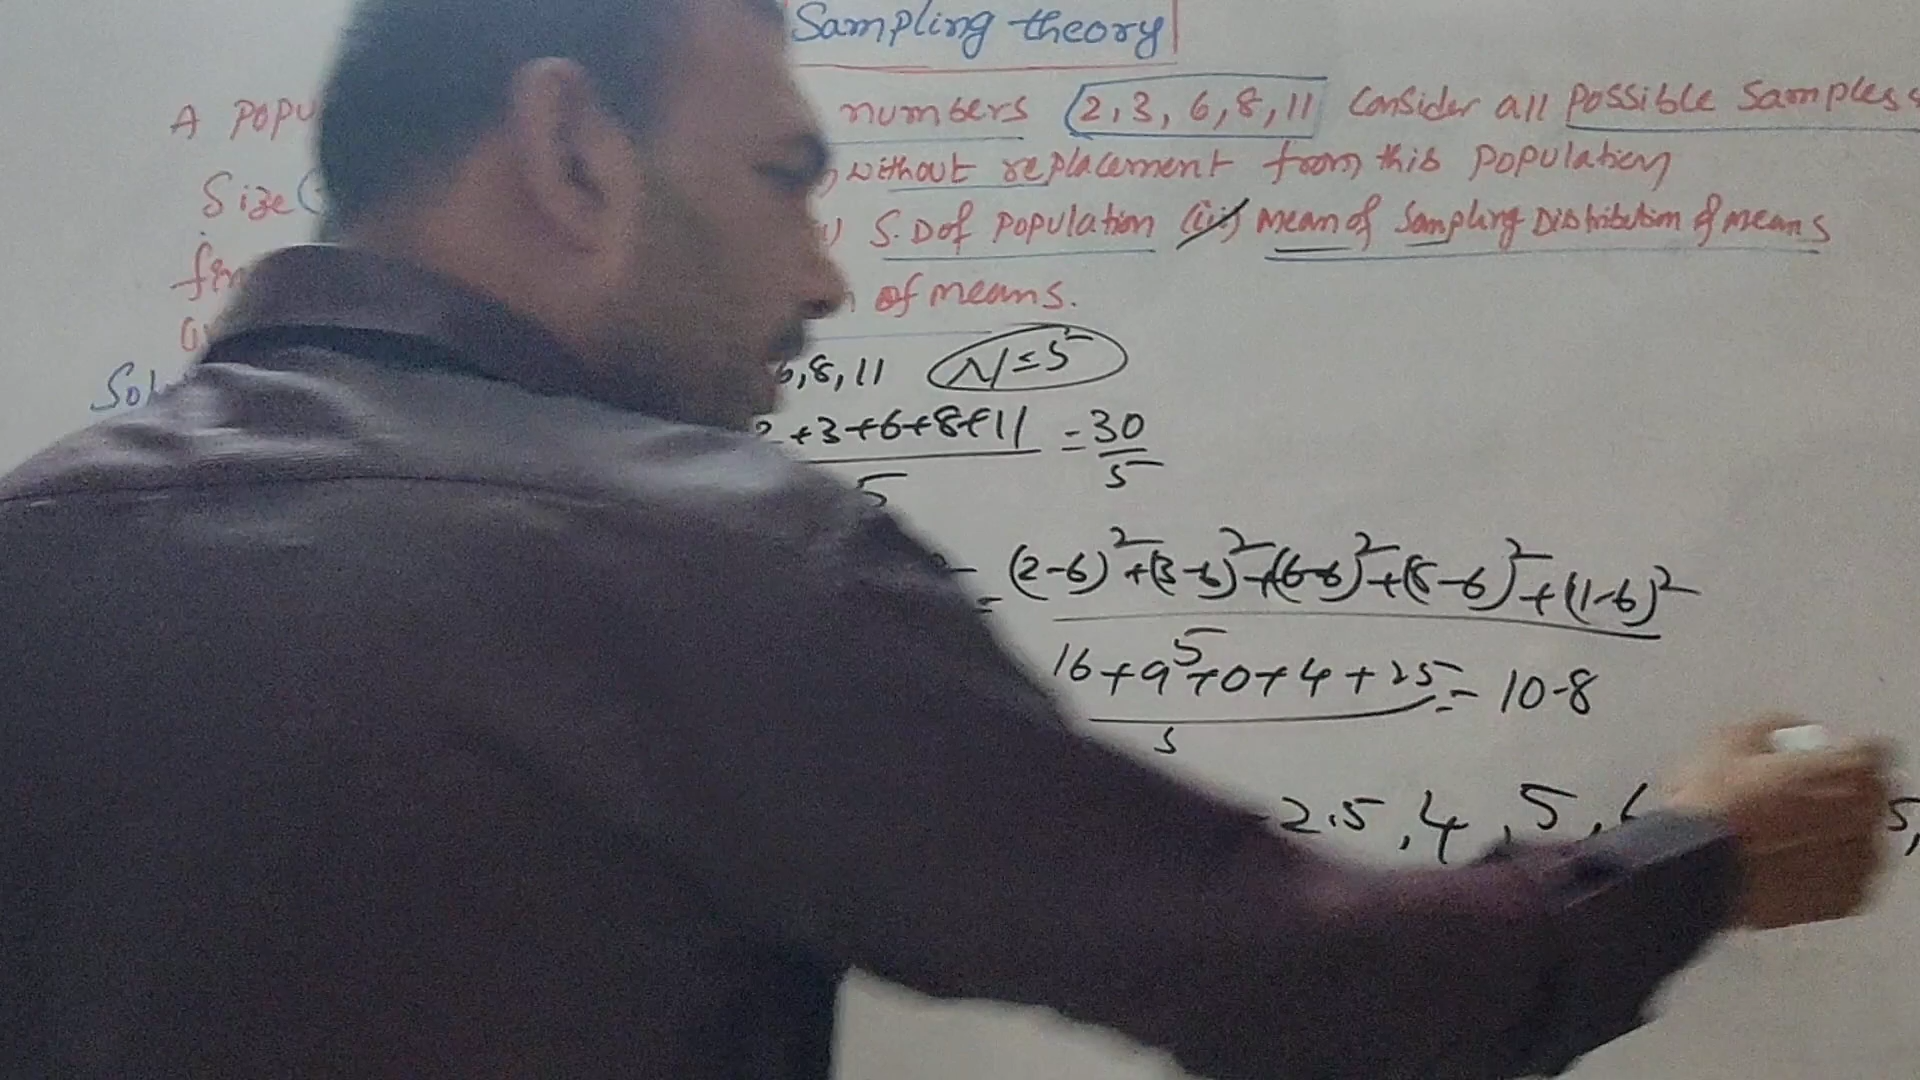 Sampling theory
A popu numbers (2, 3, 6, 8, 11 Consider all possible samples
Size ( without replacement from this population
S.D of population (iii) mean of Sampling Distribution of means
of means.
Sol 6, 8, 11 N=5
2+3+6+8+11 = 30
5 5
= (2-6)²+(3-6)²+(6-6)²+(8-6)²+(11-6)²
5
16+9+0+4+25 = 10.8
5
2.5, 4, 5, 5,